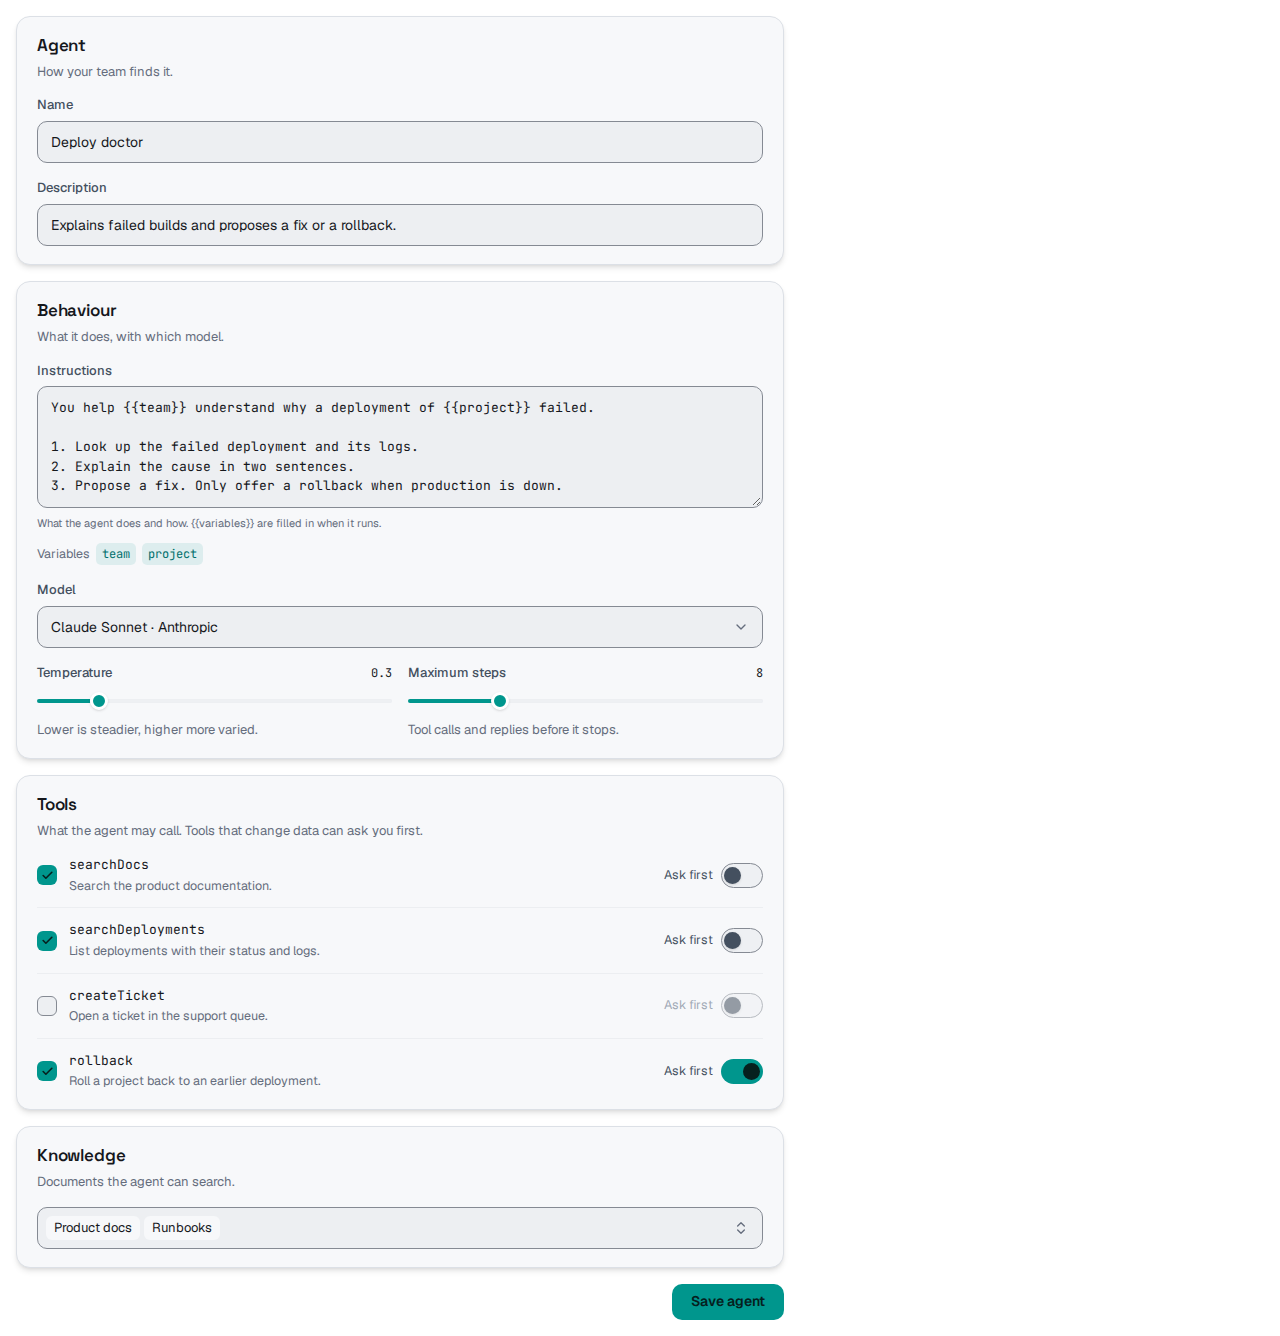 Agent
How your team finds it.
Name
Deploy doctor
Description
Explains failed builds and proposes a fix or a rollback.
Behaviour
What it does, with which model.
Instructions
You help {{team}} understand why a deployment of {{project}} failed.
1. Look up the failed deployment and its logs.
2. Explain the cause in two sentences.
3. Propose a fix. Only offer a rollback when production is down.
What the agent does and how. {{variables}} are filled in when it runs.
Variables team project
Model
Claude Sonnet · Anthropic
Temperature 0.3 Maximum steps 8
Lower is steadier, higher more varied. Tool calls and replies before it stops.
Tools
What the agent may call. Tools that change data can ask you first.
searchDocs
Search the product documentation.
Ask first
searchDeployments
List deployments with their status and logs.
Ask first
createTicket
Open a ticket in the support queue.
Ask first
rollback
Roll a project back to an earlier deployment.
Ask first
Knowledge
Documents the agent can search.
Product docs Runbooks
Save agent